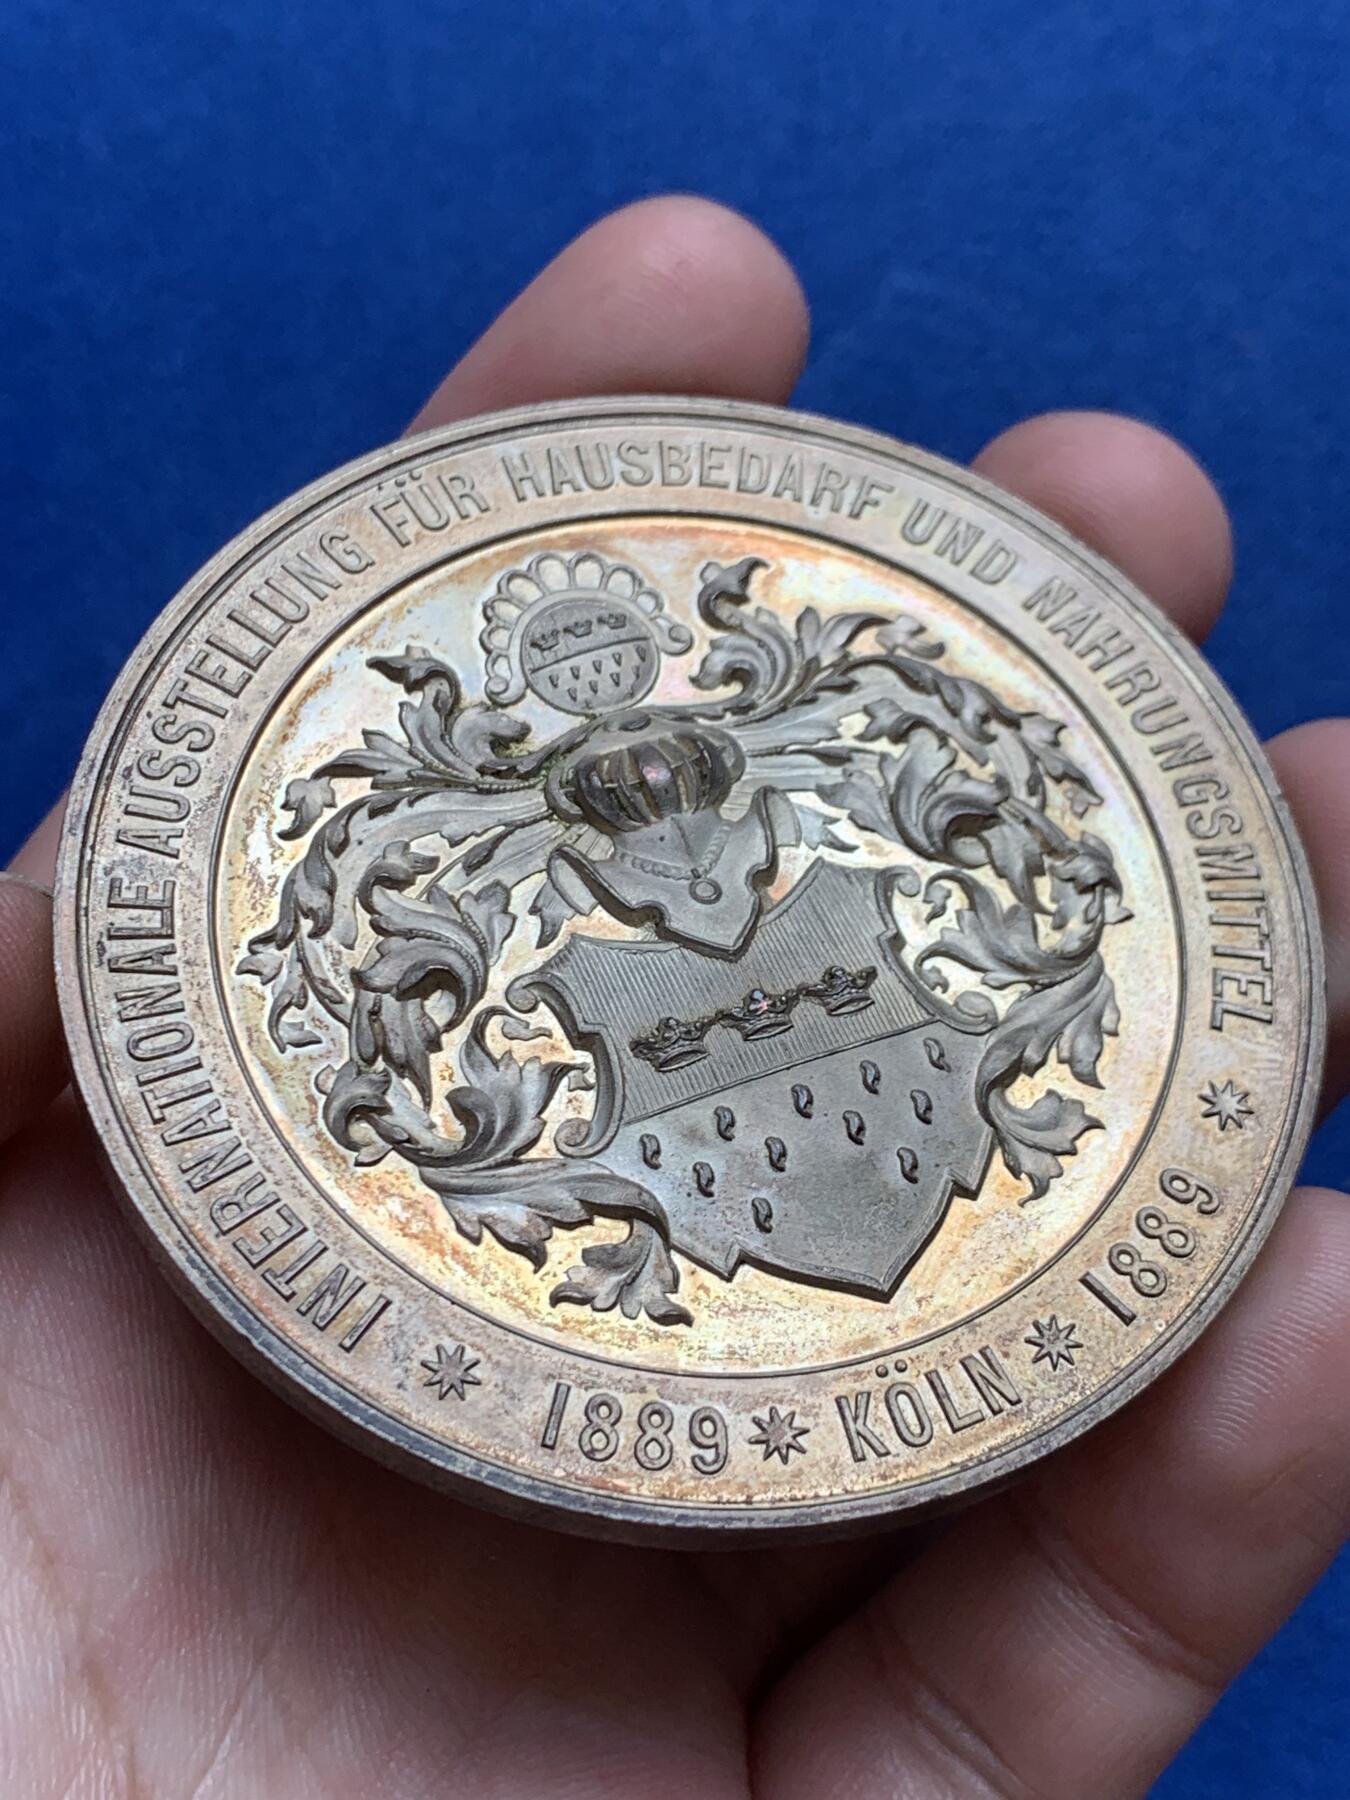 INTERNATIONALE AUSSTELLUNG FÜR HAUSBEDARF UND NAHRUNGSMITTEL
1889 * KÖLN * 1889